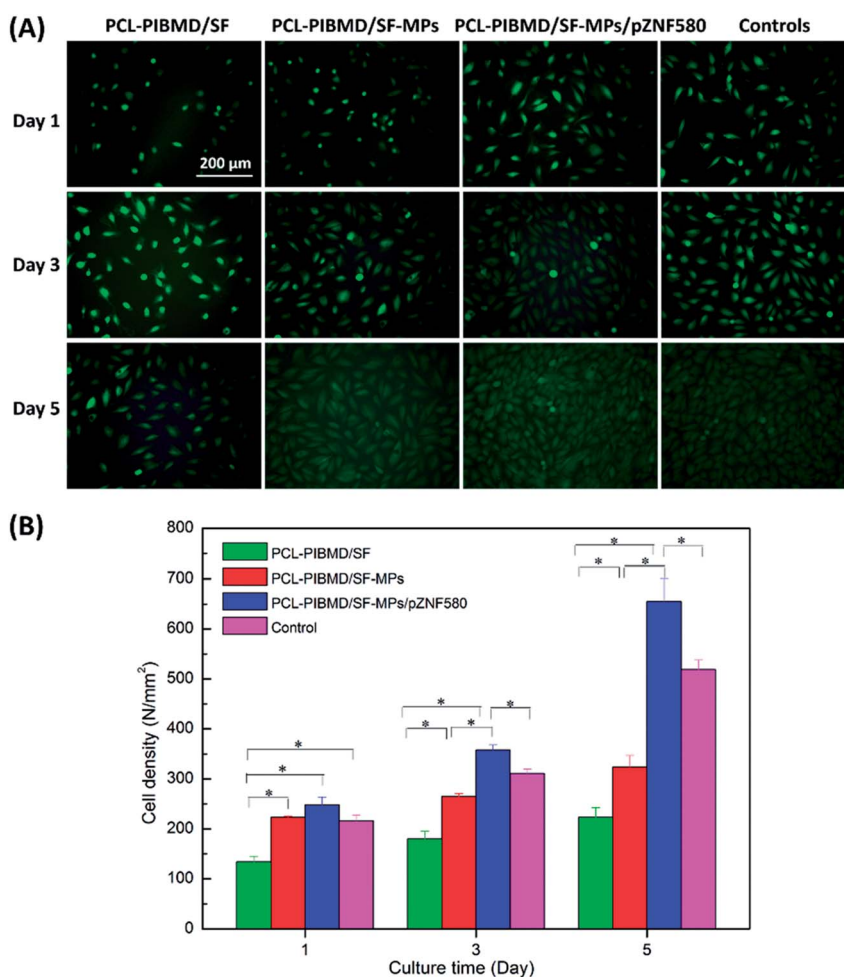 (A)
PCL-PIBMD/SF PCL-PIBMD/SF-MPs PCL-PIBMD/SF-MPs/pZNF580 Controls
Day 1
200 μm
Day 3
Day 5
(B)
800
700
600
500
400
300
200
100
0
Cell density (N/mm²)
PCL-PIBMD/SF
PCL-PIBMD/SF-MPs
PCL-PIBMD/SF-MPs/pZNF580
Control
* * *
* * * *
* * * *
1 3 5
Culture time (Day)